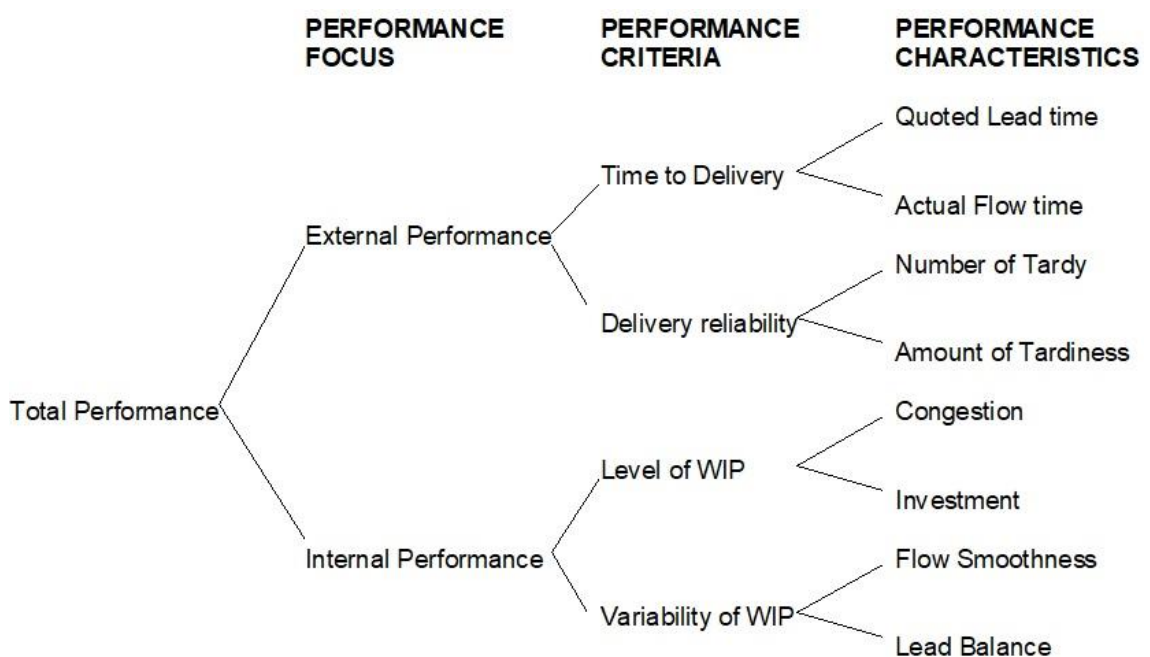 PERFORMANCE FOCUS
PERFORMANCE CRITERIA
PERFORMANCE CHARACTERISTICS
Quoted Lead time
Time to Delivery
Actual Flow time
External Performance
Number of Tardy
Delivery reliability
Amount of Tardiness
Total Performance
Congestion
Level of WIP
Investment
Internal Performance
Flow Smoothness
Variability of WIP
Lead Balance